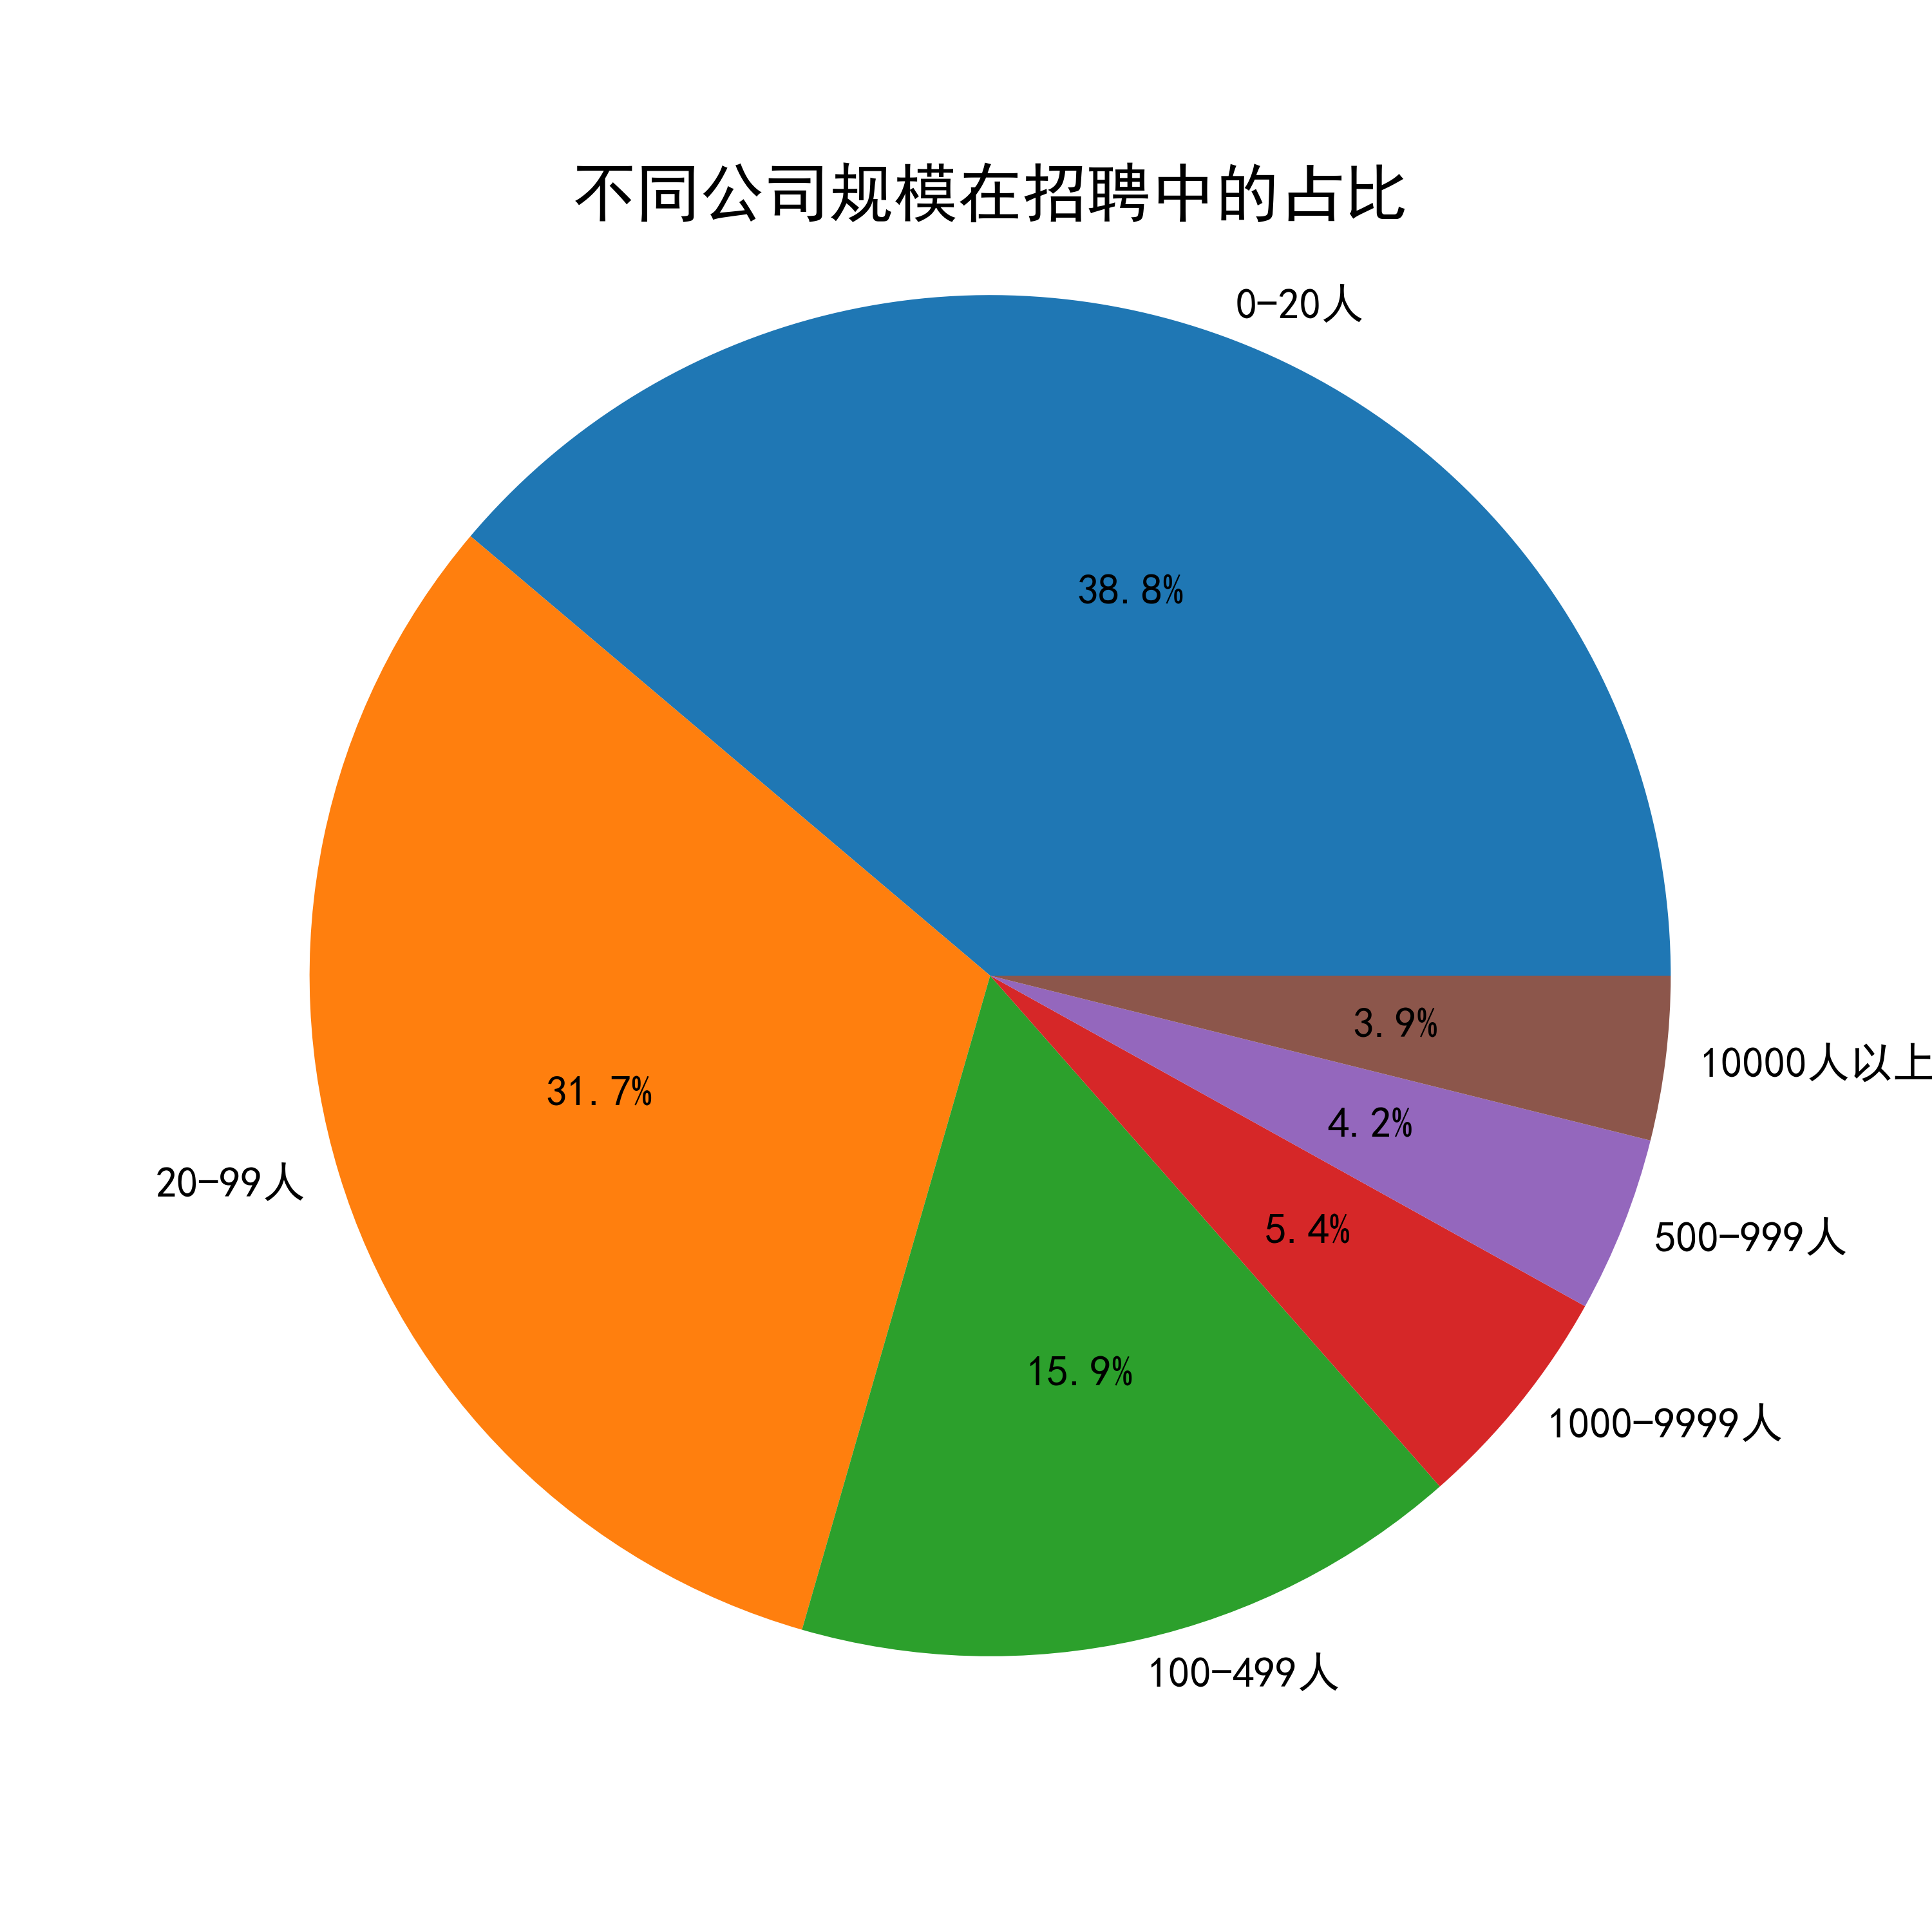 不同公司规模在招聘中的占比
0-20人
38.8%
3.9%
10000人以上
31.7%
4.2%
20-99人
5.4%
500-999人
15.9%
1000-9999人
100-499人